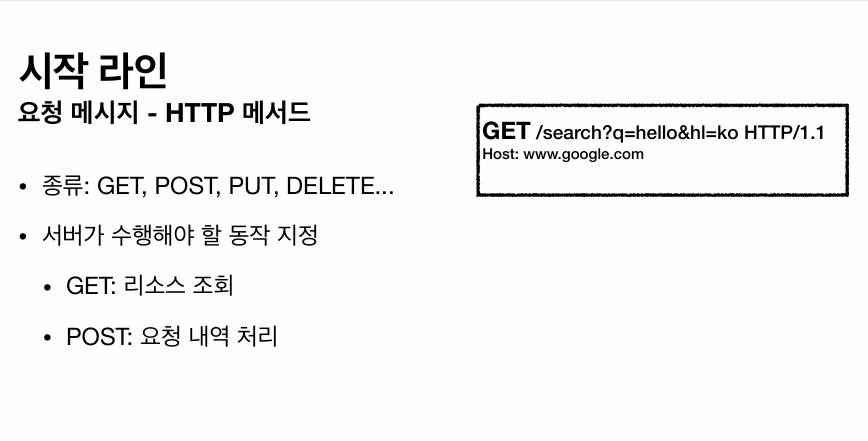 시작 라인
요청 메시지 - HTTP 메서드
• 종류: GET, POST, PUT, DELETE...
• 서버가 수행해야 할 동작 지정
• GET: 리소스 조회
• POST: 요청 내역 처리
GET /search?q=hello&hl=ko HTTP/1.1
Host: www.google.com